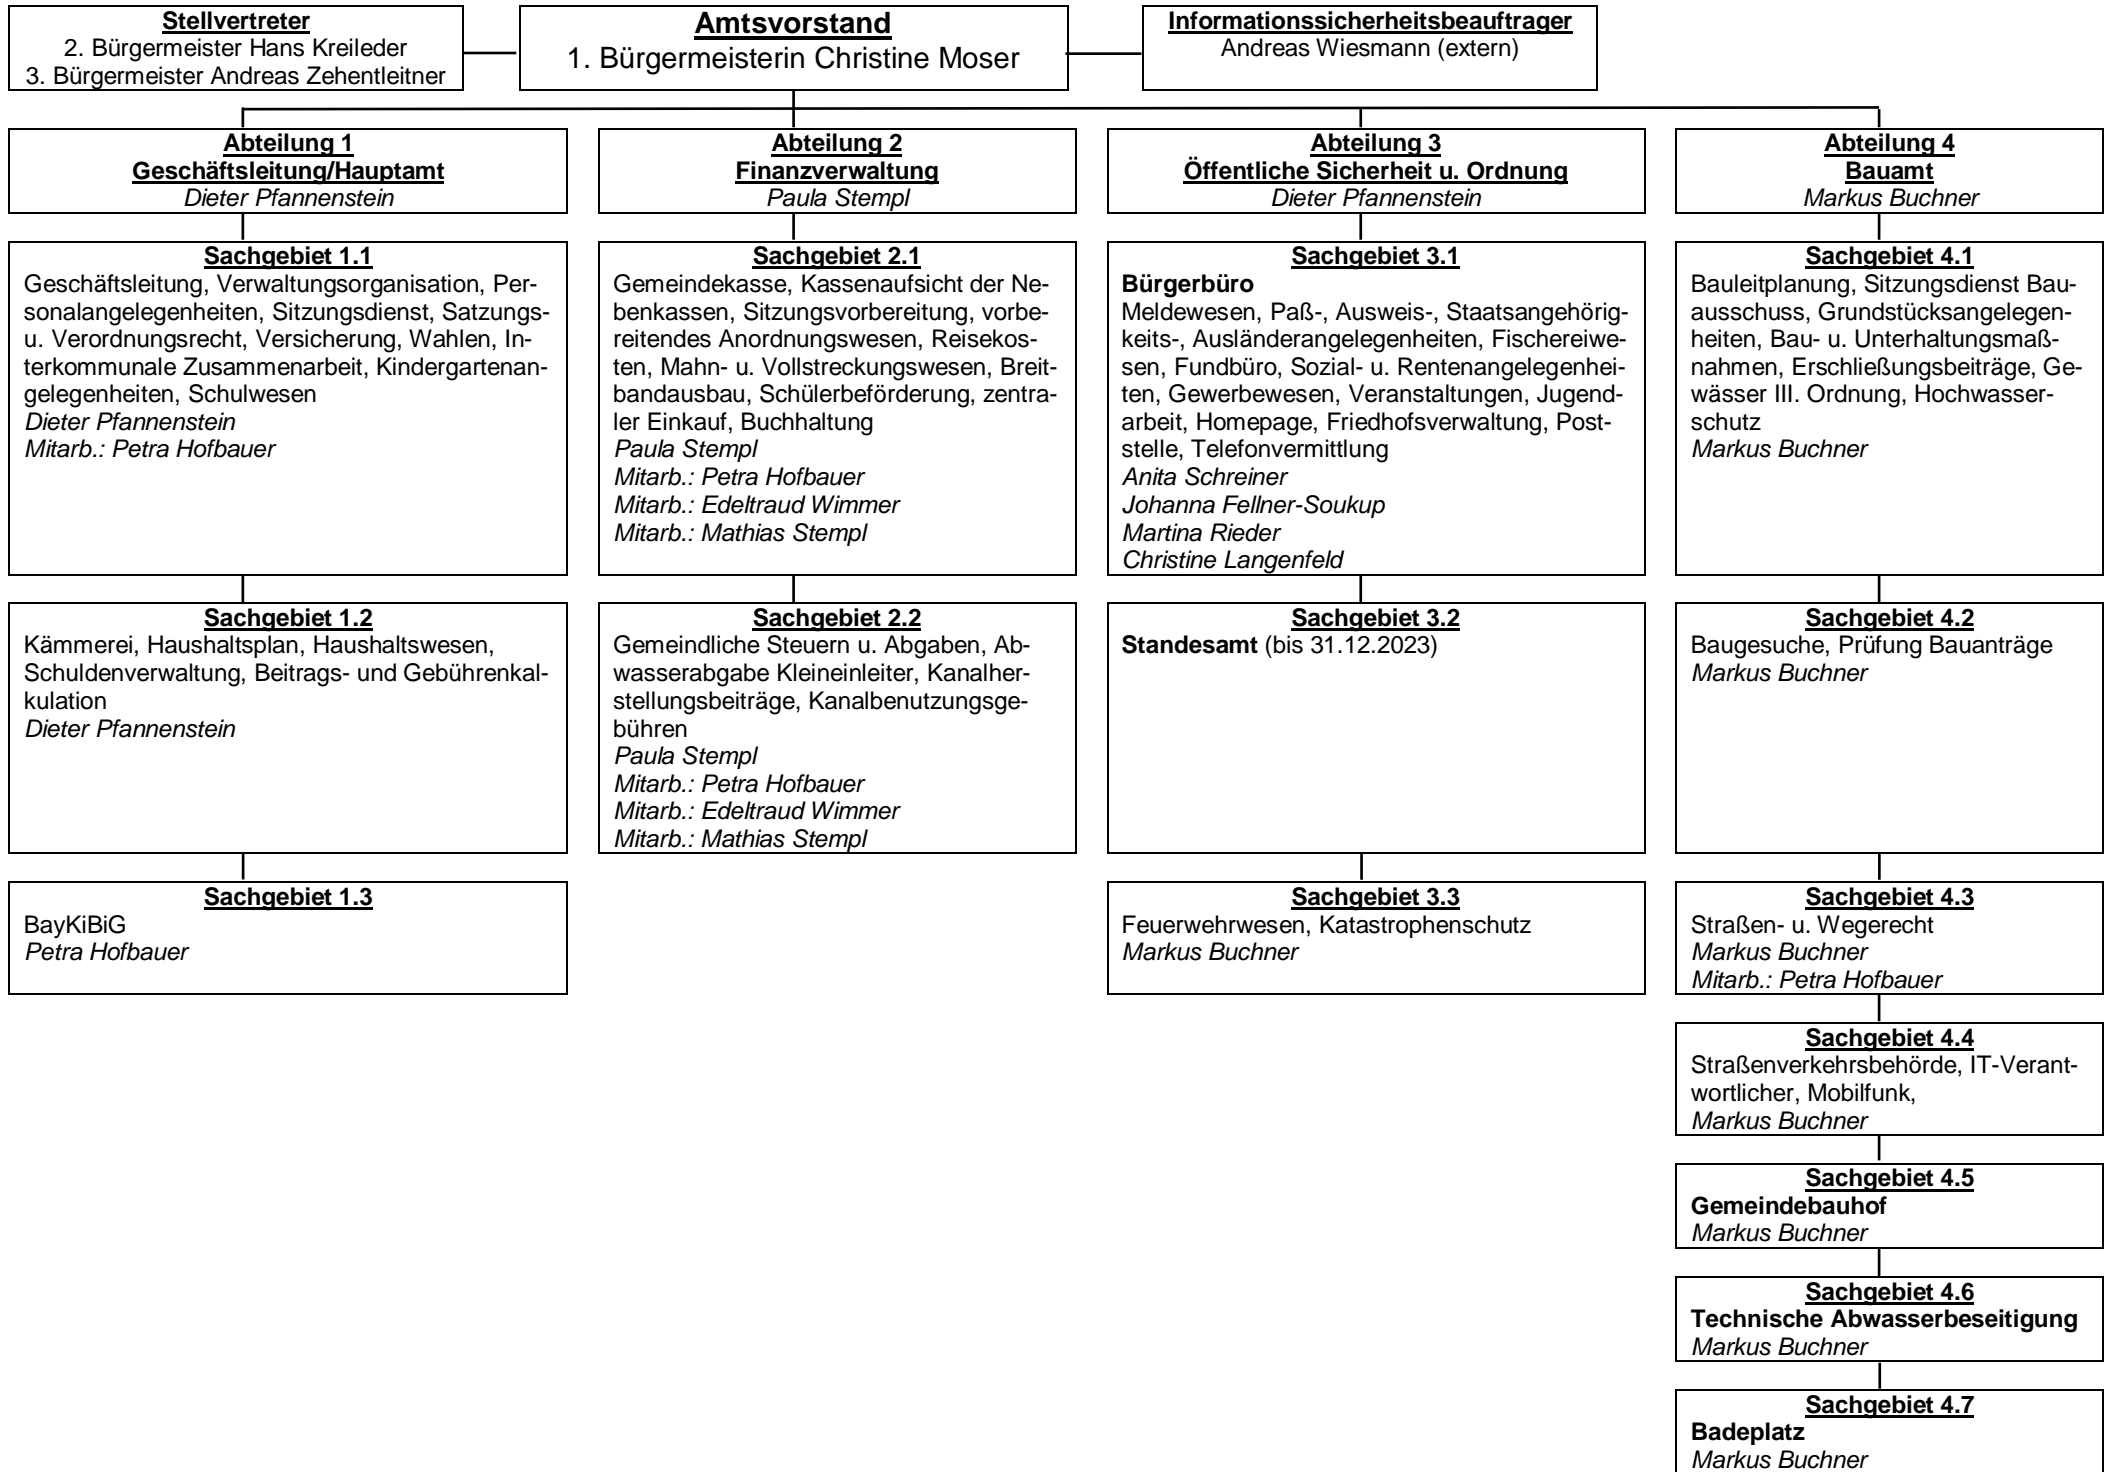 Stellvertreter
2. Bürgermeister Hans Kreileder
3. Bürgermeister Andreas Zehentleitner
Amtsvorstand
1. Bürgermeisterin Christine Moser
Informationssicherheitsbeauftrager
Andreas Wiesmann (extern)
Abteilung 1
Geschäftsleitung/Hauptamt
Dieter Pfannenstein
Abteilung 2
Finanzverwaltung
Paula Stempl
Abteilung 3
Öffentliche Sicherheit u. Ordnung
Dieter Pfannenstein
Abteilung 4
Bauamt
Markus Buchner
Sachgebiet 1.1
Geschäftsleitung, Verwaltungsorganisation, Per-
sonalangelegenheiten, Sitzungsdienst, Satzungs-
u. Verordnungsrecht, Versicherung, Wahlen, In-
terkommunale Zusammenarbeit, Kindergartenan-
gelegenheiten, Schulwesen
Dieter Pfannenstein
Mitarb.: Petra Hofbauer
Sachgebiet 2.1
Gemeindekasse, Kassenaufsicht der Ne-
benkassen, Sitzungsvorbereitung, vorbe-
reitendes Anordnungswesen, Reisekos-
ten, Mahn- u. Vollstreckungswesen, Breit-
bandausbau, Schülerbeförderung, zentra-
ler Einkauf, Buchhaltung
Paula Stempl
Mitarb.: Petra Hofbauer
Mitarb.: Edeltraud Wimmer
Mitarb.: Mathias Stempl
Sachgebiet 3.1
Bürgerbüro
Meldewesen, Paß-, Ausweis-, Staatsangehörig-
keits-, Ausländerangelegenheiten, Fischereiwe-
sen, Fundbüro, Sozial- u. Rentenangelegenhei-
ten, Gewerbewesen, Veranstaltungen, Jugend-
arbeit, Homepage, Friedhofsverwaltung, Post-
stelle, Telefonvermittlung
Anita Schreiner
Johanna Fellner-Soukup
Martina Rieder
Christine Langenfeld
Sachgebiet 4.1
Bauleitplanung, Sitzungsdienst Bau-
ausschuss, Grundstücksangelegen-
heiten, Bau- u. Unterhaltungsmaß-
nahmen, Erschließungsbeiträge, Ge-
wässer III. Ordnung, Hochwasser-
schutz
Markus Buchner
Sachgebiet 1.2
Kämmerei, Haushaltsplan, Haushaltswesen,
Schuldenverwaltung, Beitrags- und Gebührenkal-
kulation
Dieter Pfannenstein
Sachgebiet 2.2
Gemeindliche Steuern u. Abgaben, Ab-
wasserabgabe Kleineinleiter, Kanalher-
stellungsbeiträge, Kanalbenutzungsge-
bühren
Paula Stempl
Mitarb.: Petra Hofbauer
Mitarb.: Edeltraud Wimmer
Mitarb.: Mathias Stempl
Sachgebiet 3.2
Standesamt (bis 31.12.2023)
Sachgebiet 4.2
Baugesuche, Prüfung Bauanträge
Markus Buchner
Sachgebiet 1.3
BayKiBiG
Petra Hofbauer
Sachgebiet 3.3
Feuerwehrwesen, Katastrophenschutz
Markus Buchner
Sachgebiet 4.3
Straßen- u. Wegerecht
Markus Buchner
Mitarb.: Petra Hofbauer
Sachgebiet 4.4
Straßenverkehrsbehörde, IT-Verant-
wortlicher, Mobilfunk,
Markus Buchner
Sachgebiet 4.5
Gemeindebauhof
Markus Buchner
Sachgebiet 4.6
Technische Abwasserbeseitigung
Markus Buchner
Sachgebiet 4.7
Badeplatz
Markus Buchner